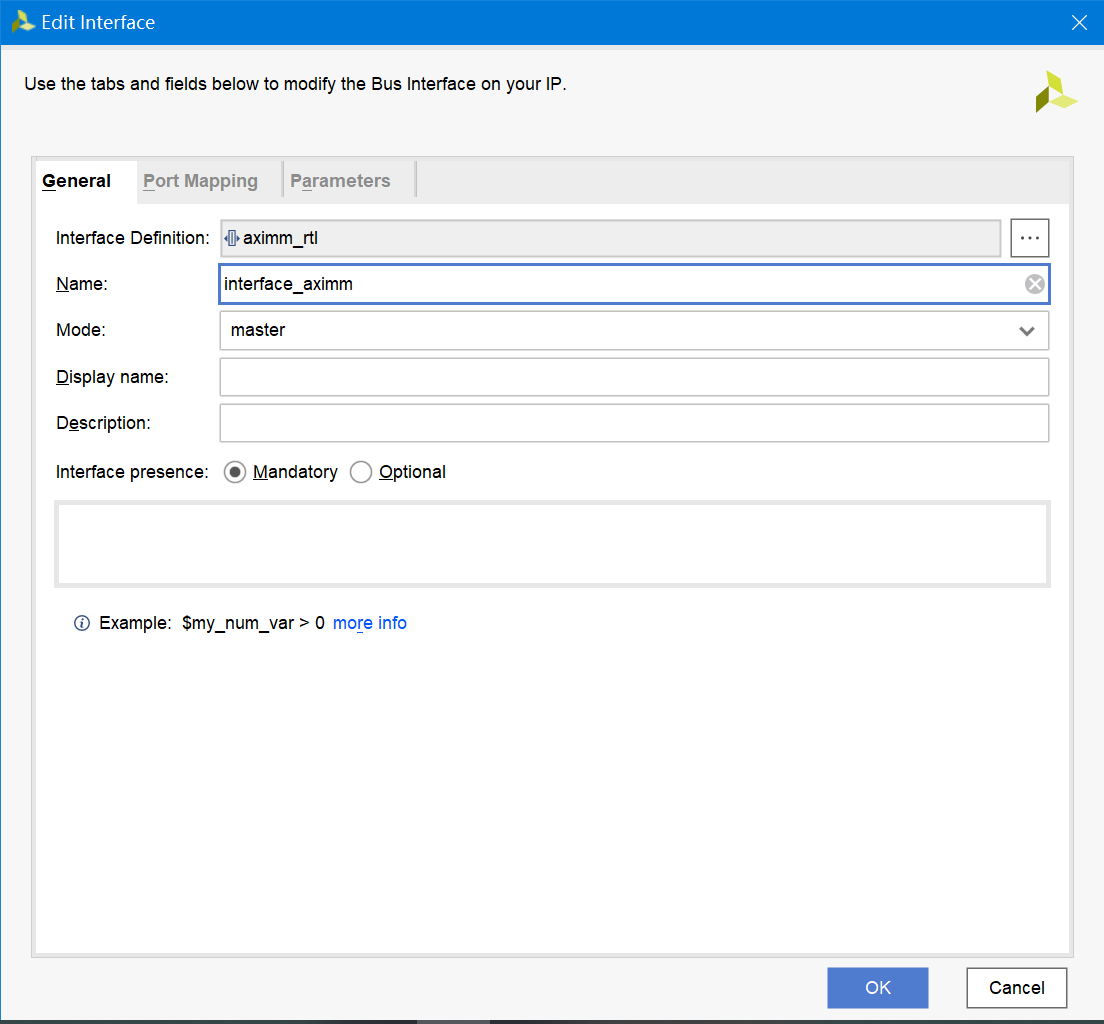 Edit Interface
Use the tabs and fields below to modify the Bus Interface on your IP.
General Port Mapping Parameters
Interface Definition: aximm_rtl ...
Name: interface_aximm
Mode: master
Display name:
Description:
Interface presence: Mandatory Optional
Example: $my_num_var > 0 more info
OK Cancel